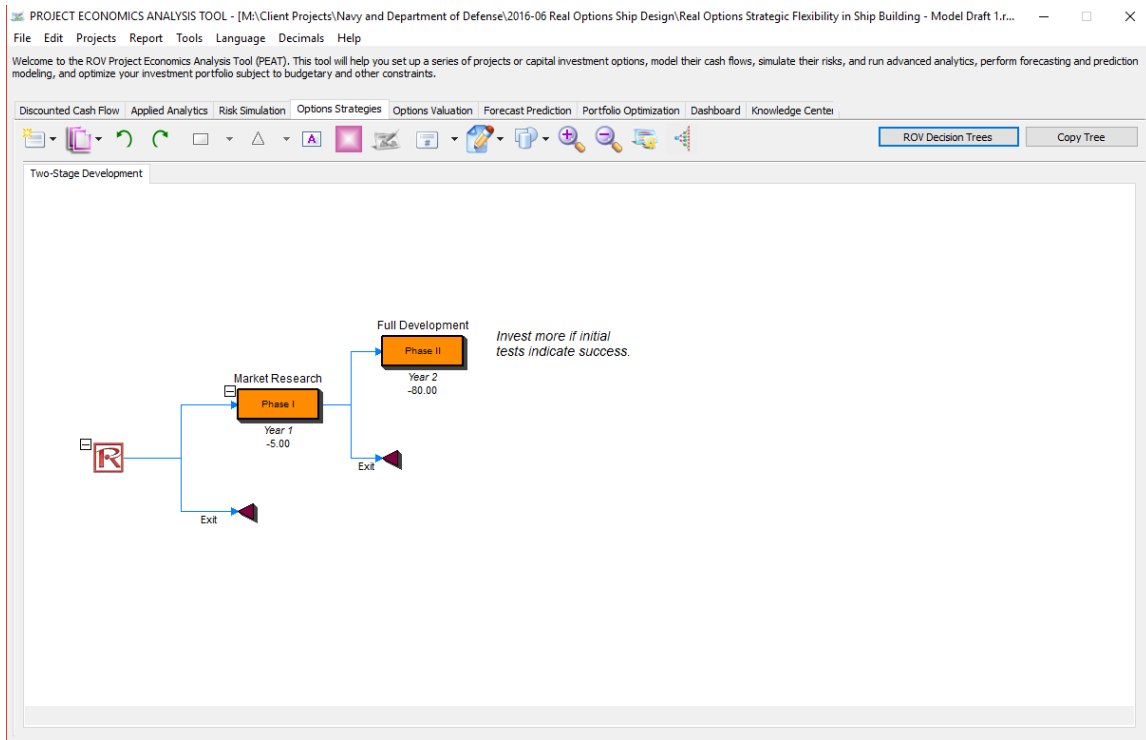 PROJECT ECONOMICS ANALYSIS TOOL - [M:\Client Projects\Navy and Department of Defense\2016-06 Real Options Ship Design\Real Options Strategic Flexibility in Ship Building - Model Draft 1.r...
File Edit Projects Report Tools Language Decimals Help
Welcome to the ROV Project Economics Analysis Tool (PEAT). This tool will help you set up a series of projects or capital investment options, model their cash flows, simulate their risks, and run advanced analytics, perform forecasting and prediction
modeling, and optimize your investment portfolio subject to budgetary and other constraints.
Discounted Cash Flow Applied Analytics Risk Simulation Options Strategies Options Valuation Forecast Prediction Portfolio Optimization Dashboard Knowledge Center
A ROV Decision Trees Copy Tree
Two-Stage Development
Full Development
Phase II
Invest more if initial
tests indicate success.
Year 2
-80.00
Market Research
Phase I
Year 1
-5.00
R
Exit
Exit